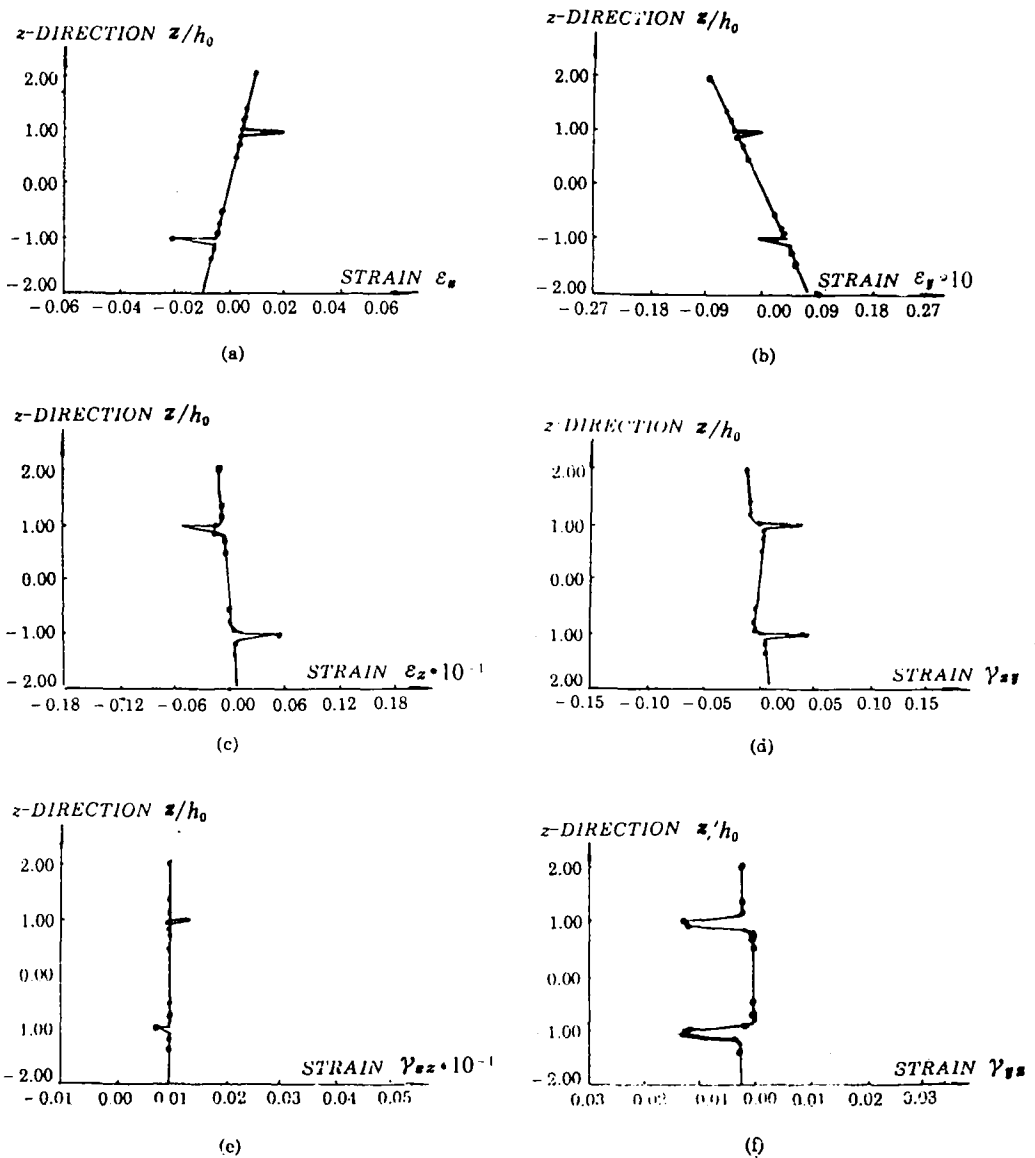 z-DIRECTION z/h₀
2.00
1.00
0.00
-1.00
-2.00
STRAIN εₓ
-0.06 -0.04 -0.02 0.00 0.02 0.04 0.06
(a)
z-DIRECTION z/h₀
2.00
1.00
0.00
-1.00
-2.00
STRAIN ε_y • 10
-0.27 -0.18 -0.09 0.00 0.09 0.18 0.27
(b)
z-DIRECTION z/h₀
2.00
1.00
0.00
-1.00
-2.00
STRAIN ε_z • 10⁻¹
-0.18 -0.12 -0.06 0.00 0.06 0.12 0.18
(c)
z-DIRECTION z/h₀
2.00
1.00
0.00
-1.00
2.00
STRAIN γ_xy
-0.15 -0.10 -0.05 0.00 0.05 0.10 0.15
(d)
z-DIRECTION z/h₀
2.00
1.00
0.00
-1.00
-2.00
STRAIN γ_xz • 10⁻¹
-0.01 0.00 0.01 0.02 0.03 0.04 0.05
(e)
z-DIRECTION z/h₀
2.00
1.00
0.00
-1.00
-2.00
STRAIN γ_yz
0.03 0.02 0.01 0.00 0.01 0.02 0.03
(f)